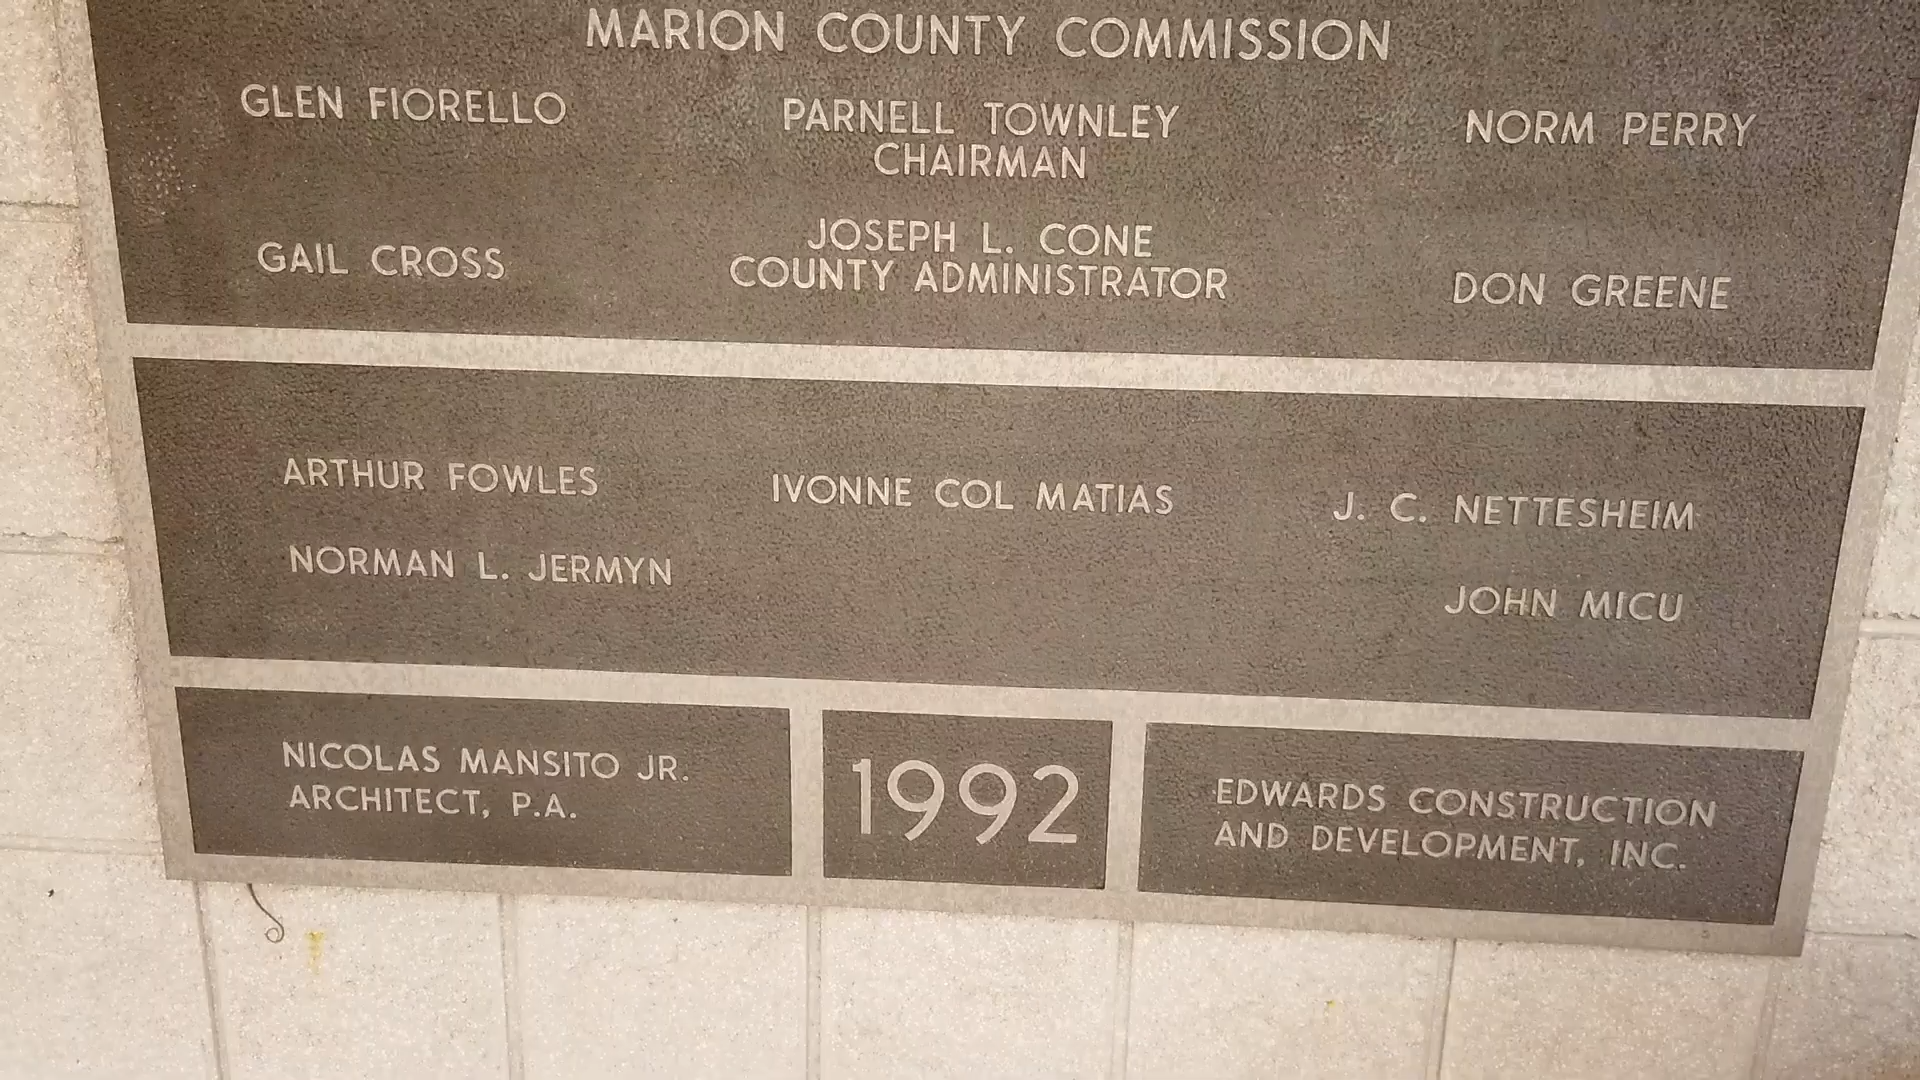 MARION COUNTY COMMISSION
GLEN FIORELLO
PARNELL TOWNLEY
CHAIRMAN
NORM PERRY
GAIL CROSS
JOSEPH L. CONE
COUNTY ADMINISTRATOR
DON GREENE
ARTHUR FOWLES
IVONNE COL MATIAS
J. C. NETTESHEIM
NORMAN L. JERMYN
JOHN MICU
NICOLAS MANSITO JR.
ARCHITECT, P.A.
1992
EDWARDS CONSTRUCTION
AND DEVELOPMENT, INC.